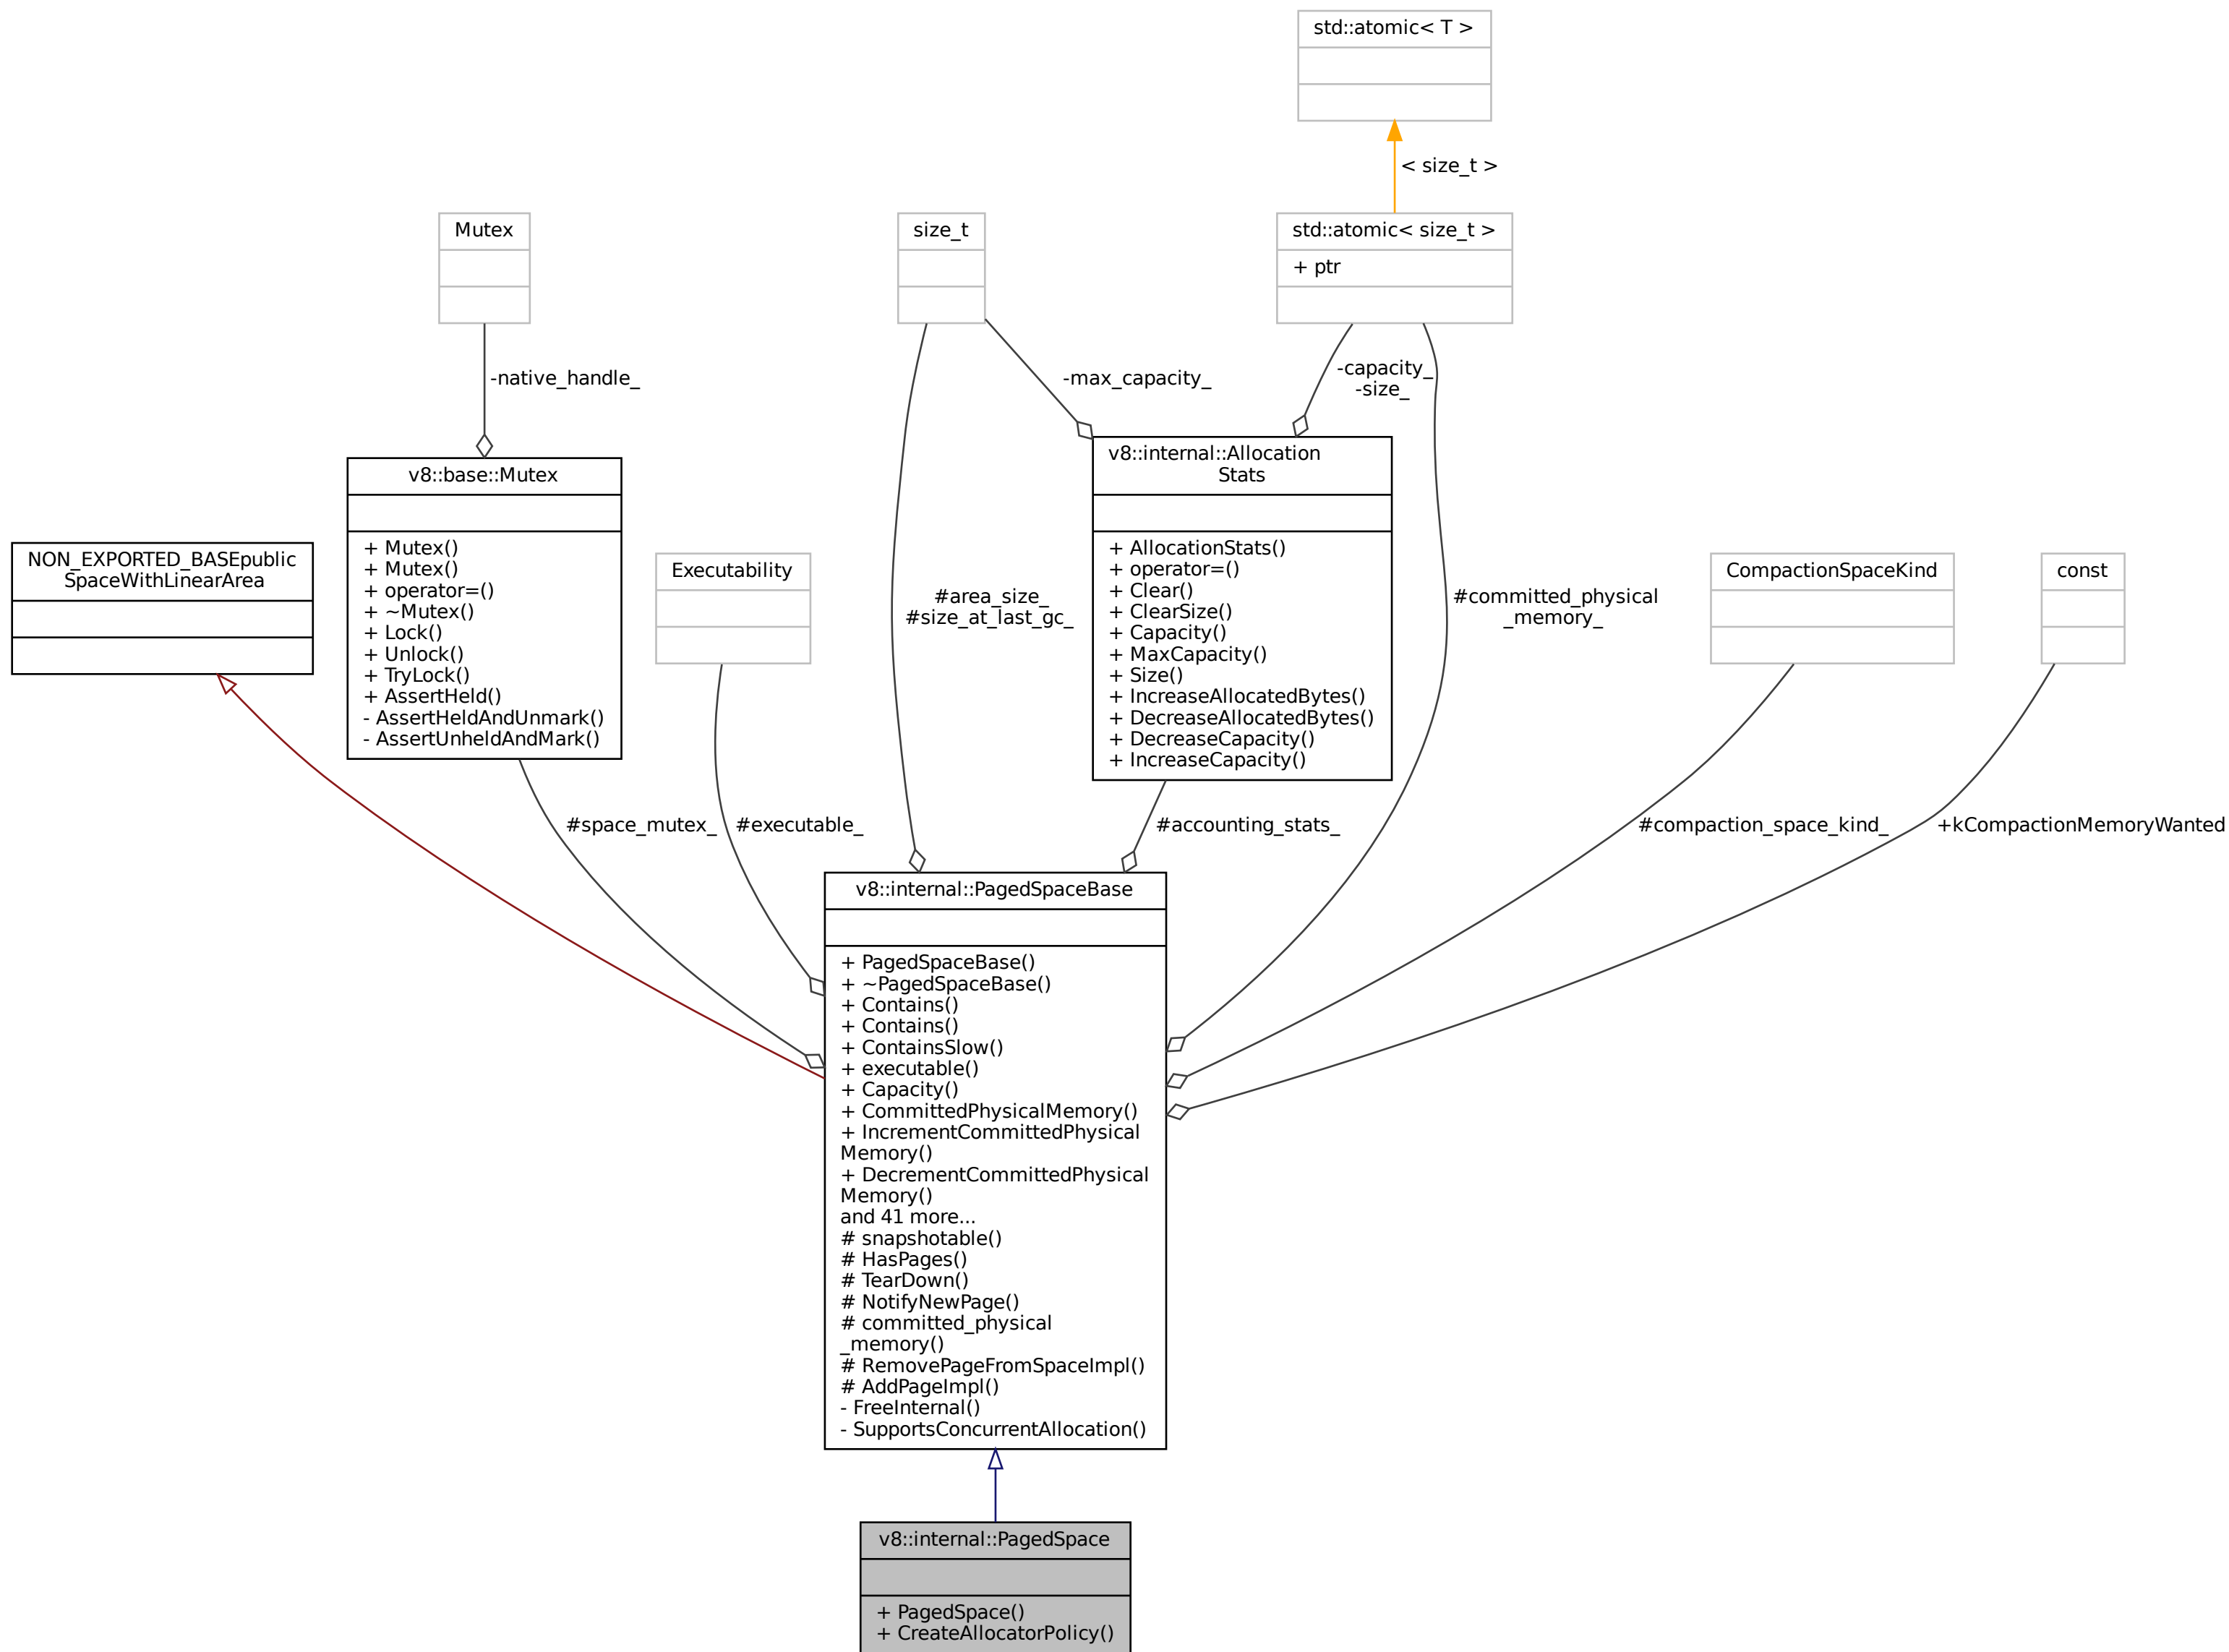 std::atomic< T >
< size_t >
Mutex
size_t
std::atomic< size_t >
+ ptr
-native_handle_
-max_capacity_
-capacity_
-size_
NON_EXPORTED_BASEpublic
SpaceWithLinearArea
v8::base::Mutex
+ Mutex()
+ Mutex()
+ operator=()
+ ~Mutex()
+ Lock()
+ Unlock()
+ TryLock()
+ AssertHeld()
- AssertHeldAndUnmark()
- AssertUnheldAndMark()
Executability
#area_size_
#size_at_last_gc_
v8::internal::Allocation
Stats
+ AllocationStats()
+ operator=()
+ Clear()
+ ClearSize()
+ Capacity()
+ MaxCapacity()
+ Size()
+ IncreaseAllocatedBytes()
+ DecreaseAllocatedBytes()
+ DecreaseCapacity()
+ IncreaseCapacity()
#committed_physical
_memory_
CompactionSpaceKind
const
#space_mutex_
#executable_
#accounting_stats_
#compaction_space_kind_
+kCompactionMemoryWanted
v8::internal::PagedSpaceBase
+ PagedSpaceBase()
+ ~PagedSpaceBase()
+ Contains()
+ Contains()
+ ContainsSlow()
+ executable()
+ Capacity()
+ CommittedPhysicalMemory()
+ IncrementCommittedPhysical
Memory()
+ DecrementCommittedPhysical
Memory()
and 41 more...
# snapshotable()
# HasPages()
# TearDown()
# NotifyNewPage()
# committed_physical
_memory()
# RemovePageFromSpaceImpl()
# AddPageImpl()
- FreeInternal()
- SupportsConcurrentAllocation()
v8::internal::PagedSpace
+ PagedSpace()
+ CreateAllocatorPolicy()